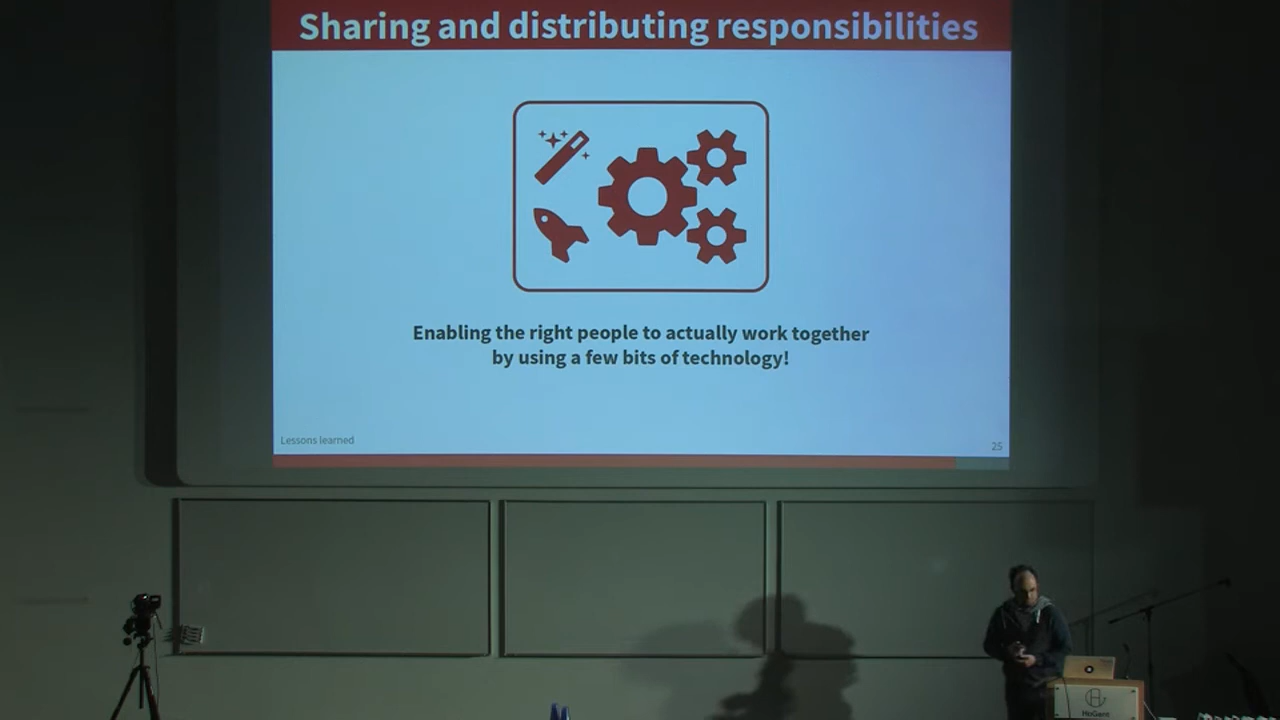 Sharing and distributing responsibilities
Enabling the right people to actually work together
by using a few bits of technology!
Lessons learned
25
HoGent